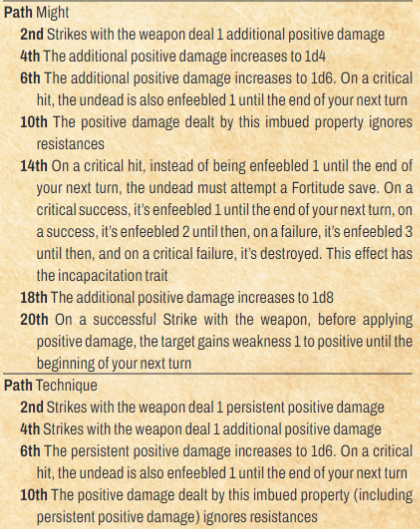 Path Might
2nd Strikes with the weapon deal 1 additional positive damage
4th The additional positive damage increases to 1d4
6th The additional positive damage increases to 1d6. On a critical
hit, the undead is also enfeebled 1 until the end of your next turn
10th The positive damage dealt by this imbued property ignores
resistances
14th On a critical hit, instead of being enfeebled 1 until the end of
your next turn, the undead must attempt a Fortitude save. On a
critical success, it's enfeebled 1 until the end of your next turn, on
a success, it's enfeebled 2 until then, on a failure, it's enfeebled 3
until then, and on a critical failure, it's destroyed. This effect has
the incapacitation trait
18th The additional positive damage increases to 1d8
20th On a successful Strike with the weapon, before applying
positive damage, the target gains weakness 1 to positive until the
beginning of your next turn
Path Technique
2nd Strikes with the weapon deal 1 persistent positive damage
4th Strikes with the weapon deal 1 additional positive damage
6th The persistent positive damage increases to 1d6. On a critical
hit, the undead is also enfeebled 1 until the end of your next turn
10th The positive damage dealt by this imbued property (including
persistent positive damage) ignores resistances